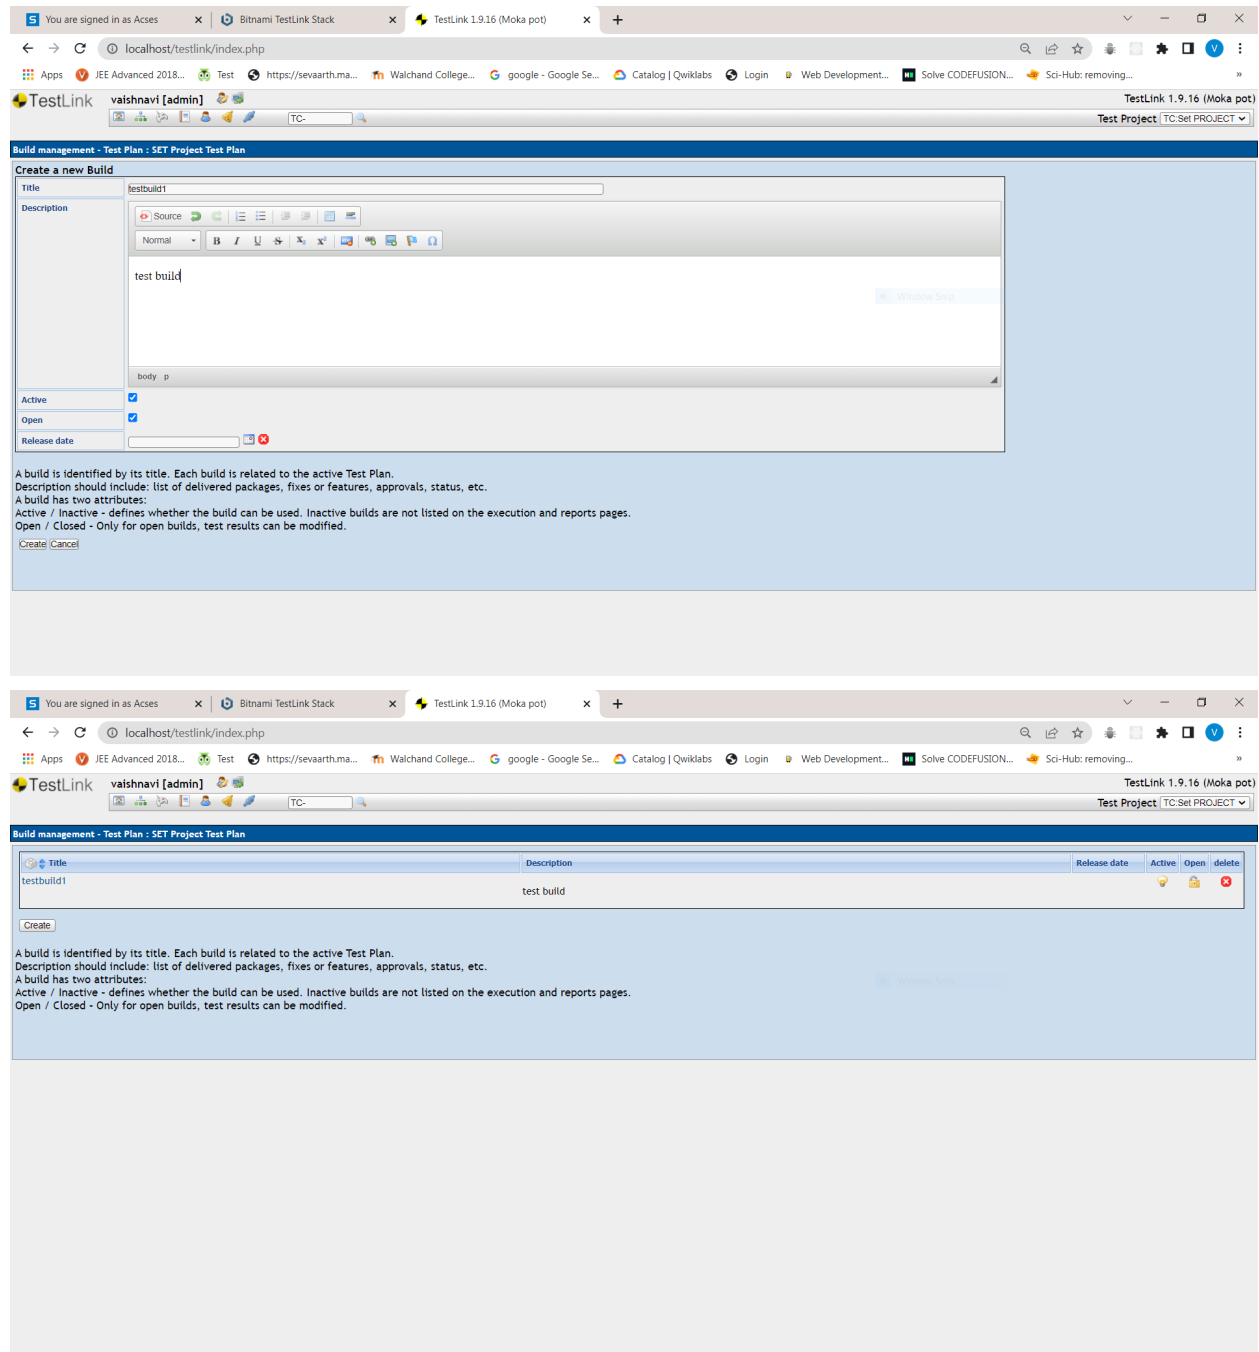 You are signed in as Acses
Bitnami TestLink Stack
TestLink 1.9.16 (Moka pot)
localhost/testlink/index.php
V
Apps JEE Advanced 2018... Test https://sevaarth.ma... Walchand College... google - Google Se... Catalog | Qwiklabs Login Web Development... Solve CODEFUSION... Sci-Hub: removing... »
TestLink vaishnavi [admin] TestLink 1.9.16 (Moka pot)
TC- Test Project TC:Set PROJECT
Build management - Test Plan : SET Project Test Plan
Create a new Build
Title testbuild1
Description
Source
Normal B I U S X₂ X² Ω
test build
Window Snip
body p
Active
Open
Release date
A build is identified by its title. Each build is related to the active Test Plan.
Description should include: list of delivered packages, fixes or features, approvals, status, etc.
A build has two attributes:
Active / Inactive - defines whether the build can be used. Inactive builds are not listed on the execution and reports pages.
Open / Closed - Only for open builds, test results can be modified.
Create Cancel
You are signed in as Acses
Bitnami TestLink Stack
TestLink 1.9.16 (Moka pot)
localhost/testlink/index.php
V
Apps JEE Advanced 2018... Test https://sevaarth.ma... Walchand College... google - Google Se... Catalog | Qwiklabs Login Web Development... Solve CODEFUSION... Sci-Hub: removing... »
TestLink vaishnavi [admin] TestLink 1.9.16 (Moka pot)
TC- Test Project TC:Set PROJECT
Build management - Test Plan : SET Project Test Plan
Title Description Release date Active Open delete
testbuild1
test build
Create
A build is identified by its title. Each build is related to the active Test Plan.
Description should include: list of delivered packages, fixes or features, approvals, status, etc.
A build has two attributes:
Active / Inactive - defines whether the build can be used. Inactive builds are not listed on the execution and reports pages.
Open / Closed - Only for open builds, test results can be modified.